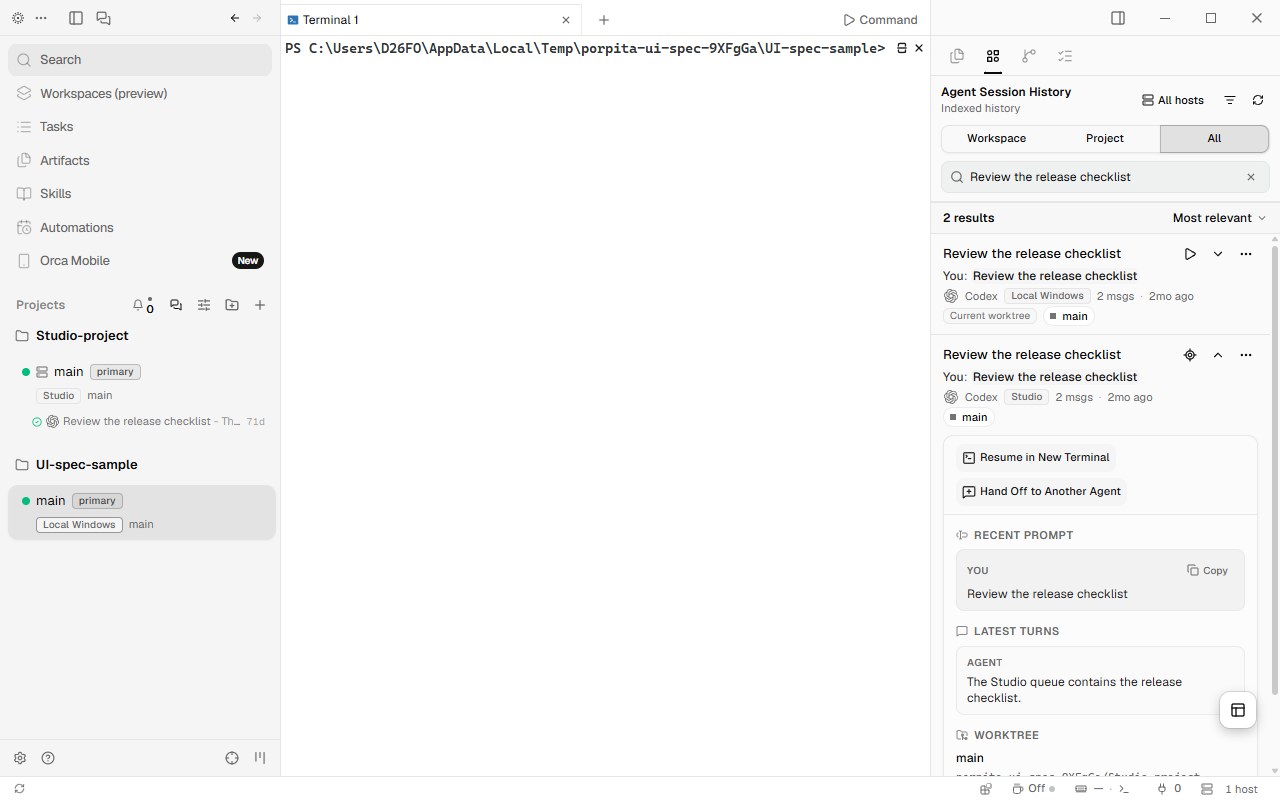 Terminal 1
Command
Search
Workspaces (preview)
Tasks
Artifacts
Skills
Automations
Orca Mobile New
Projects 0
Studio-project
main primary
Studio main
Review the release checklist - Th... 71d
UI-spec-sample
main primary
Local Windows main
PS C:\Users\D26FO\AppData\Local\Temp\porpita-ui-spec-9XFgGa\UI-spec-sample>
Agent Session History
Indexed history
All hosts
Workspace Project All
Review the release checklist
2 results Most relevant
Review the release checklist
You: Review the release checklist
Codex Local Windows 2 msgs · 2mo ago
Current worktree main
Review the release checklist
You: Review the release checklist
Codex Studio 2 msgs · 2mo ago
main
Resume in New Terminal
Hand Off to Another Agent
RECENT PROMPT
YOU Copy
Review the release checklist
LATEST TURNS
AGENT
The Studio queue contains the release
checklist.
WORKTREE
main
Off — · 0 1 host